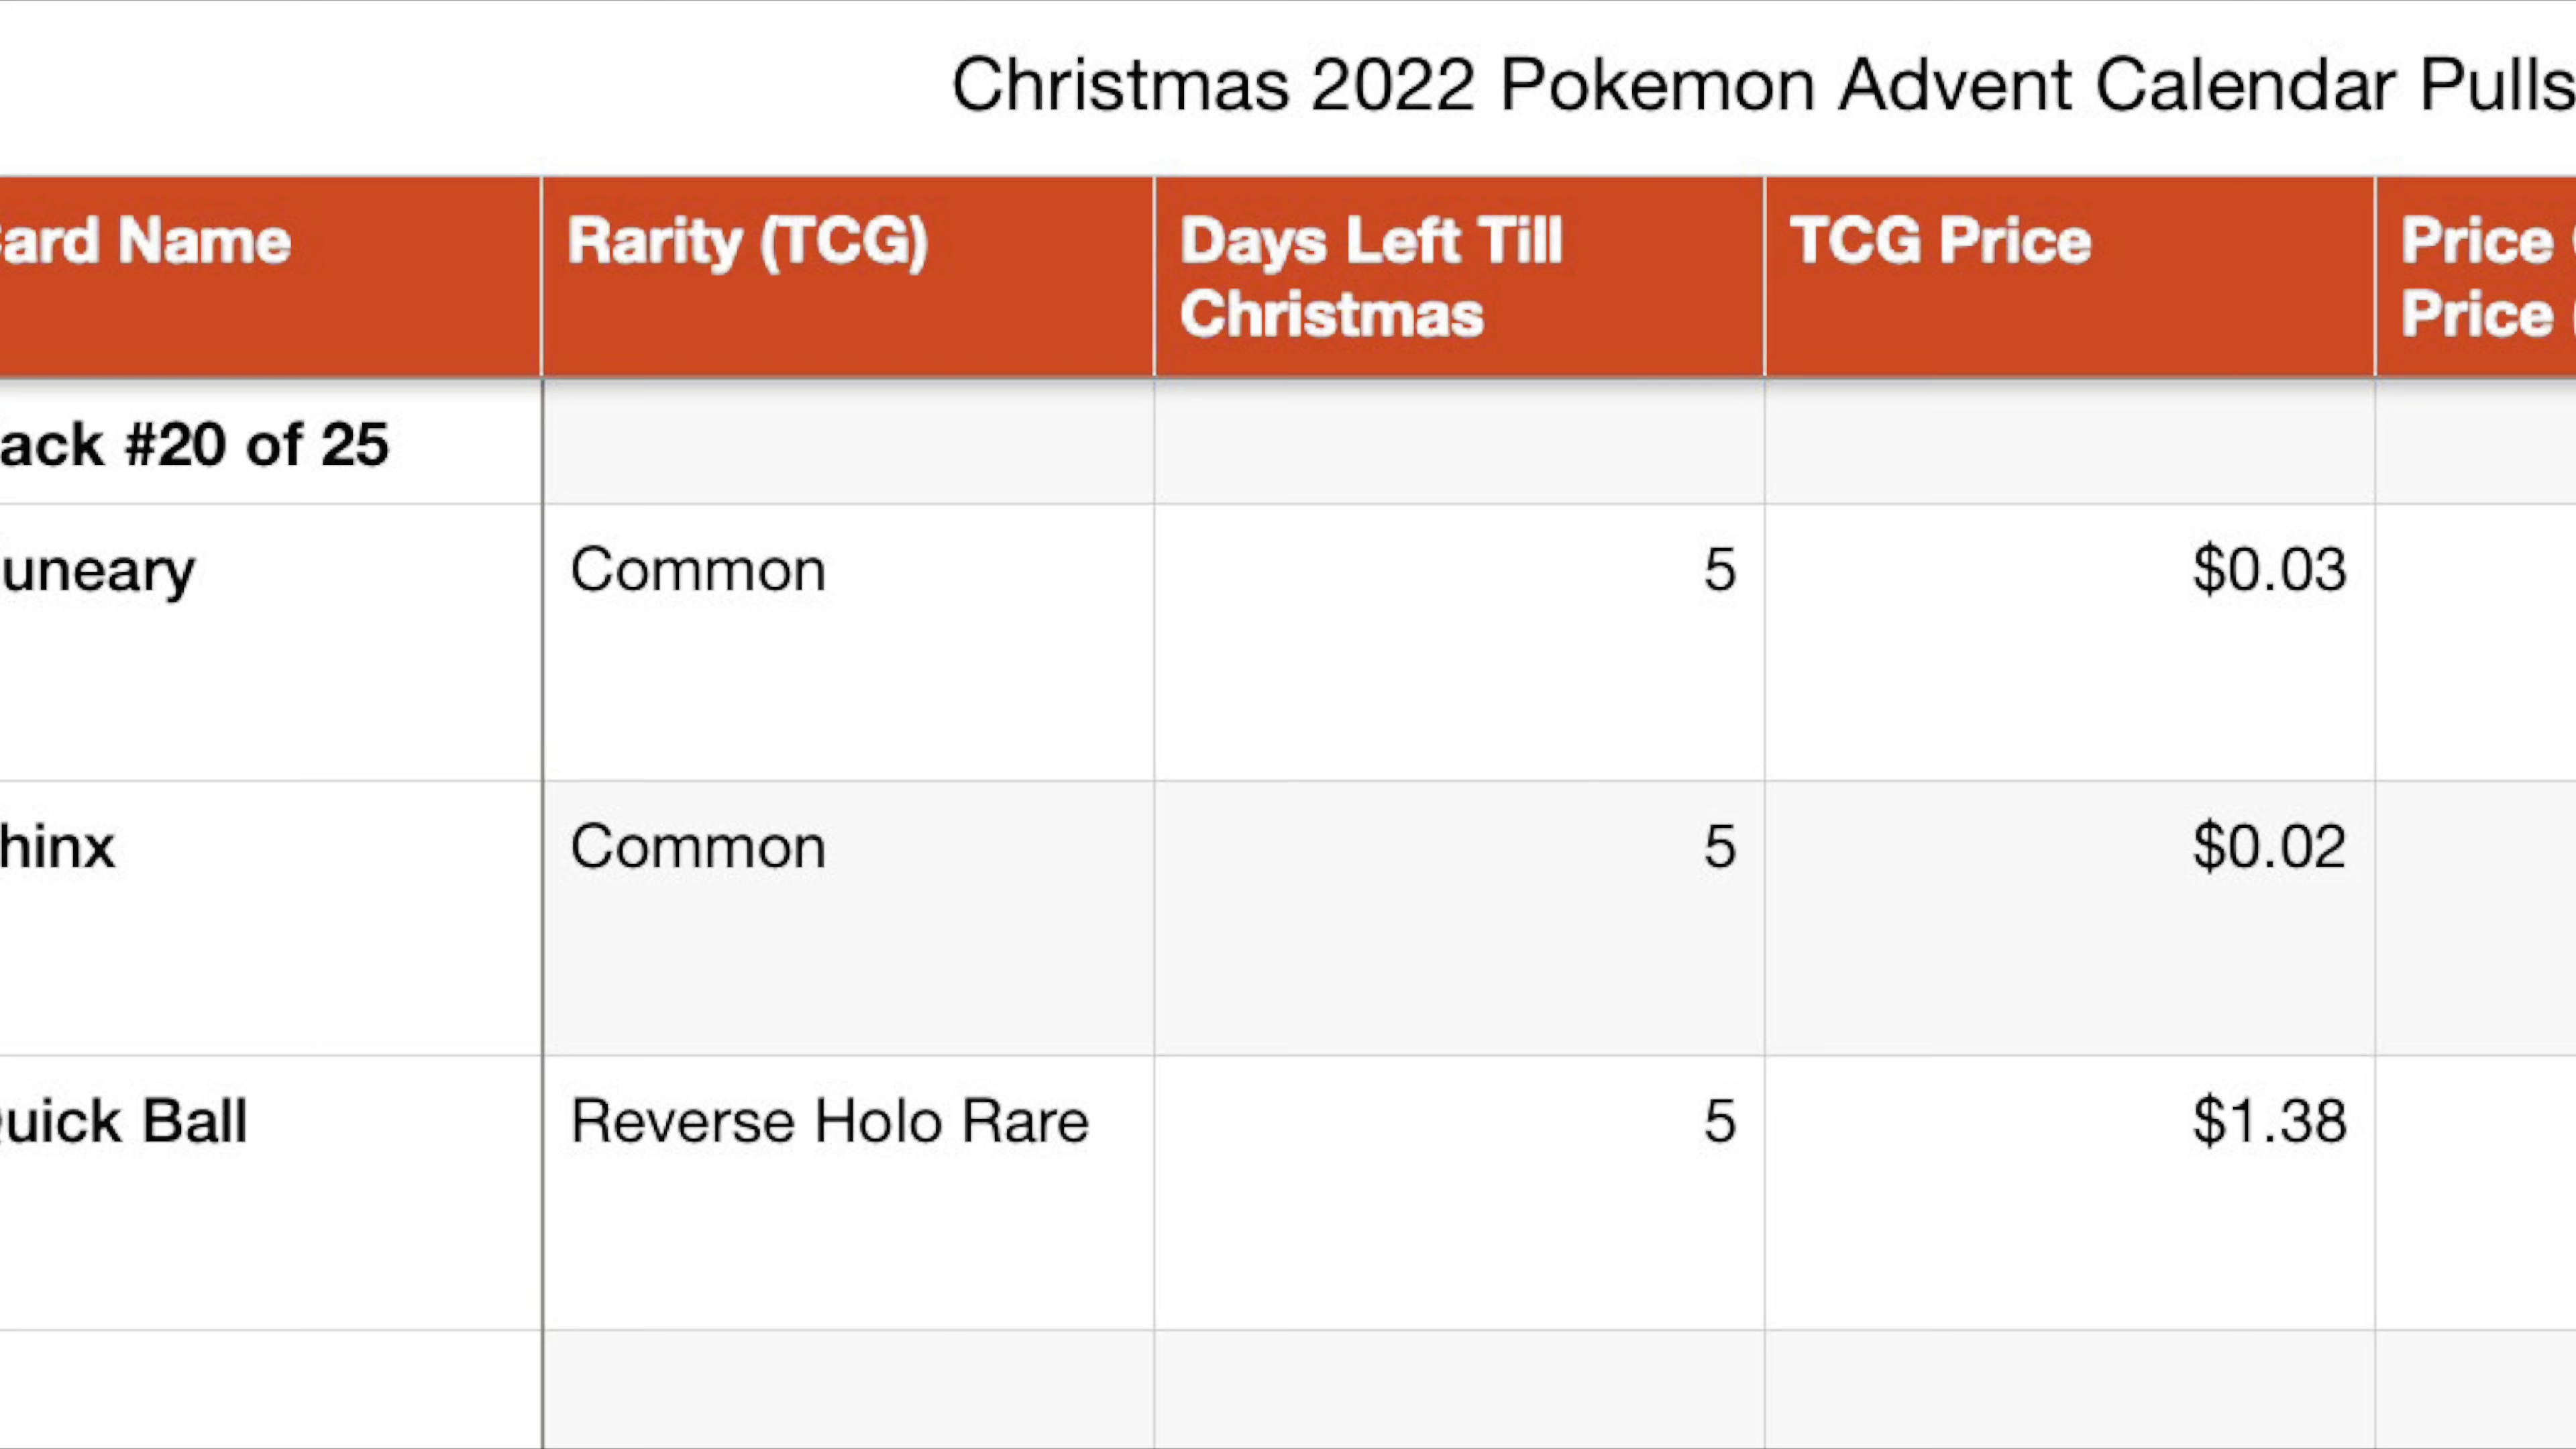 Christmas 2022 Pokemon Advent Calendar Pulls
ard Name Rarity (TCG) Days Left Till Christmas TCG Price Price
Price
ack #20 of 25
uneary Common 5 $0.03
hinx Common 5 $0.02
uick Ball Reverse Holo Rare 5 $1.38